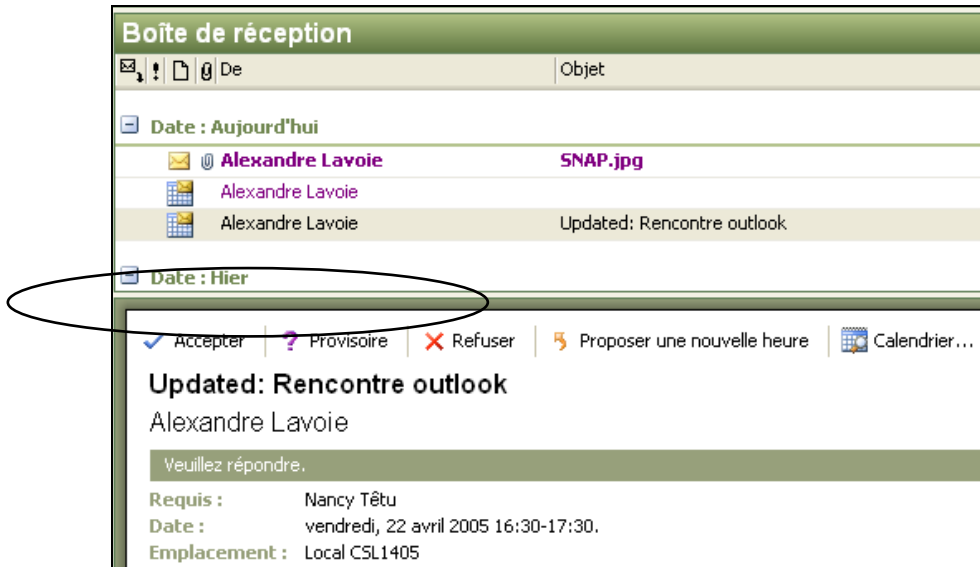 Boîte de réception
De Objet
Date : Aujourd'hui
Alexandre Lavoie SNAP.jpg
Alexandre Lavoie
Alexandre Lavoie Updated: Rencontre outlook
Date : Hier
Accepter ? Provisoire Refuser Proposer une nouvelle heure Calendrier...
Updated: Rencontre outlook
Alexandre Lavoie
Veuillez répondre.
Requis : Nancy Têtu
Date : vendredi, 22 avril 2005 16:30-17:30.
Emplacement : Local CSL1405